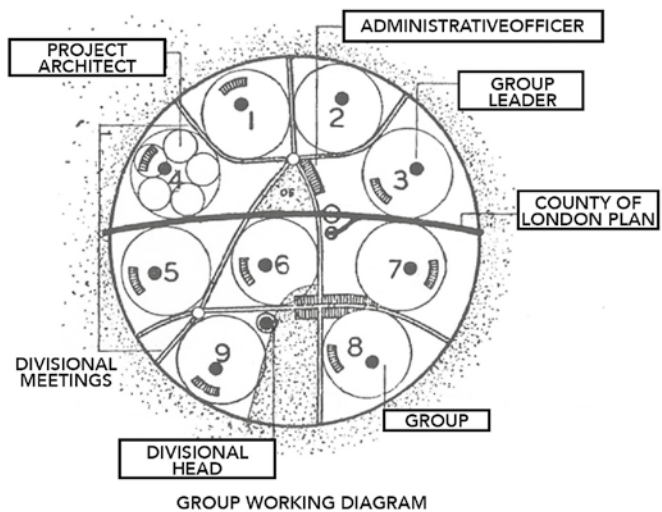 ADMINISTRATIVEOFFICER
PROJECT
ARCHITECT
GROUP
LEADER
1
2
3
4
COUNTY OF
LONDON PLAN
5
6
7
DIVISIONAL
MEETINGS
9
8
GROUP
DIVISIONAL
HEAD
GROUP WORKING DIAGRAM